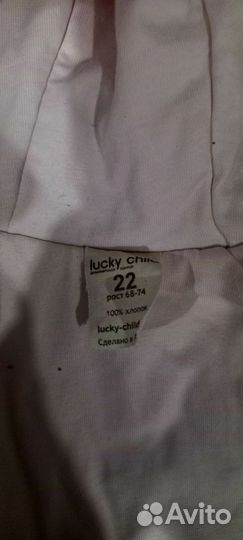 lucky child
22
рост 68-74
100% хлопок
lucky-child
Сделано в
Avito